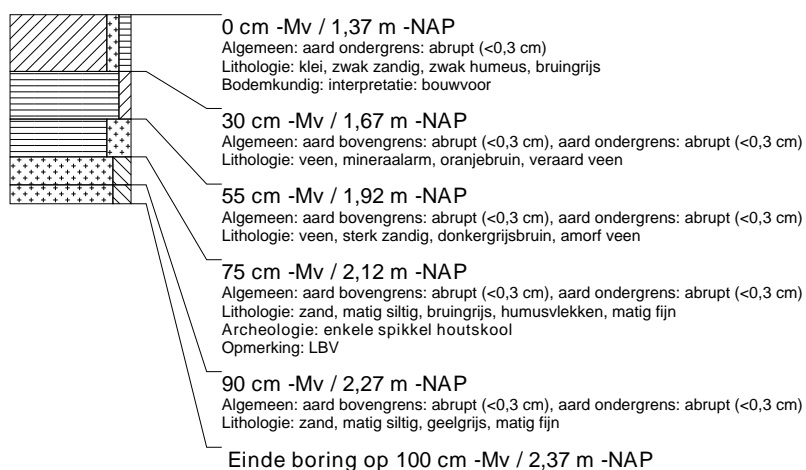 0 cm -Mv / 1,37 m -NAP
Algemeen: aard ondergrens: abrupt (<0,3 cm)
Lithologie: klei, zwak zandig, zwak humeus, bruingrijs
Bodemkundig: interpretatie: bouwvoor
30 cm -Mv / 1,67 m -NAP
Algemeen: aard bovengrens: abrupt (<0,3 cm), aard ondergrens: abrupt (<0,3 cm)
Lithologie: veen, mineraalarm, oranjebruin, veraard veen
55 cm -Mv / 1,92 m -NAP
Algemeen: aard bovengrens: abrupt (<0,3 cm), aard ondergrens: abrupt (<0,3 cm)
Lithologie: veen, sterk zandig, donkergrijsbruin, amorf veen
75 cm -Mv / 2,12 m -NAP
Algemeen: aard bovengrens: abrupt (<0,3 cm), aard ondergrens: abrupt (<0,3 cm)
Lithologie: zand, matig siltig, bruingrijs, humusvlekken, matig fijn
Archeologie: enkele spikkel houtskool
Opmerking: LBV
90 cm -Mv / 2,27 m -NAP
Algemeen: aard bovengrens: abrupt (<0,3 cm), aard ondergrens: abrupt (<0,3 cm)
Lithologie: zand, matig siltig, geelgrijs, matig fijn
Einde boring op 100 cm -Mv / 2,37 m -NAP